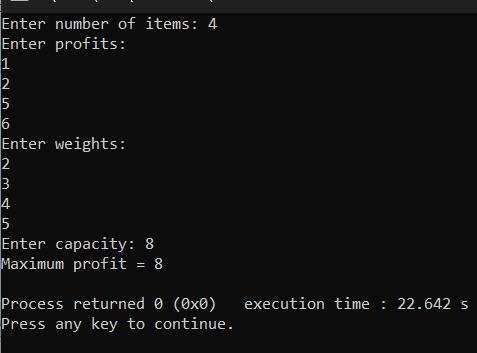 Enter number of items: 4
Enter profits:
1
2
5
6
Enter weights:
2
3
4
5
Enter capacity: 8
Maximum profit = 8
Process returned 0 (0x0)   execution time : 22.642 s
Press any key to continue.